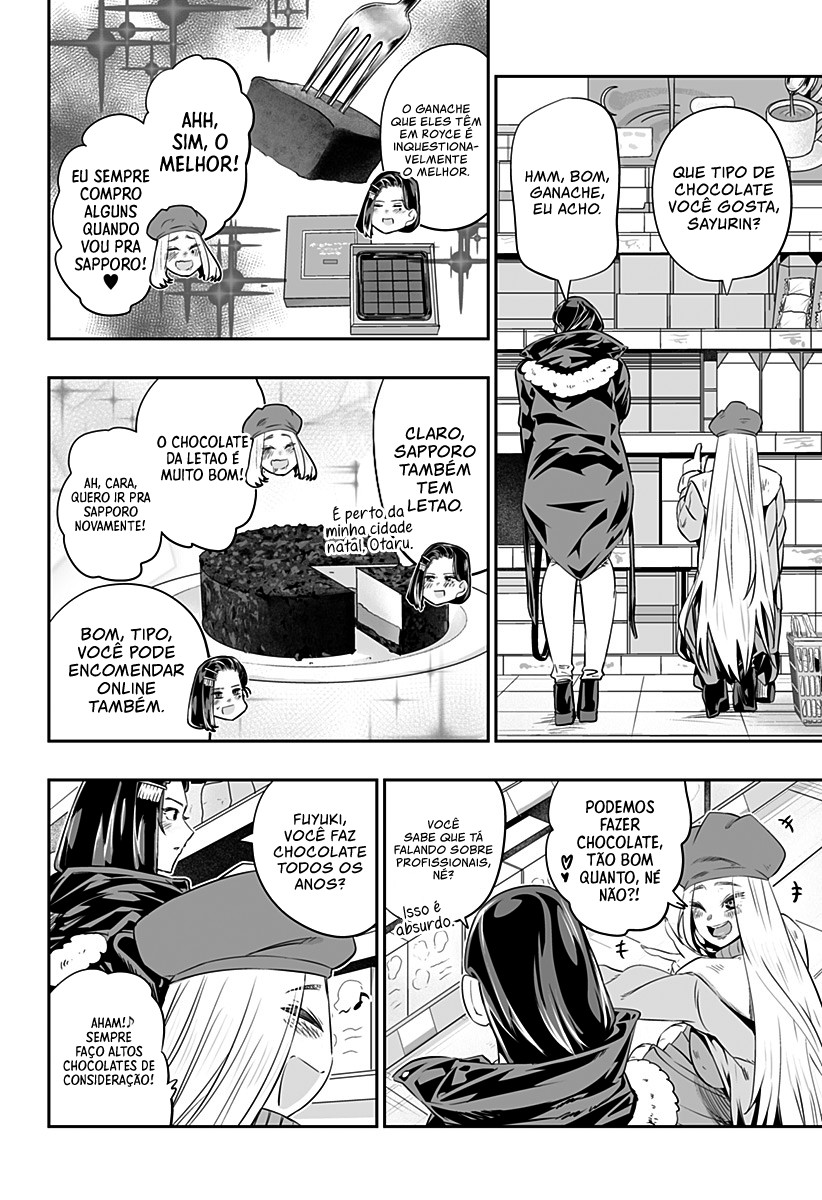 QUE TIPO DE
CHOCOLATE
VOCÊ GOSTA,
SAYURIN?
HMM, BOM,
GANACHE,
EU ACHO.
O GANACHE
QUE ELES TÊM
EM ROYCE É
INQUESTIONA-
VELMENTE
O MELHOR.
AHH,
SIM, O
MELHOR!
EU SEMPRE
COMPRO
ALGUNS
QUANDO
VOU PRA
SAPPORO!
♥
CLARO,
SAPPORO
TAMBÉM
TEM
LETAO.
É perto da
minha cidade
natal, Otaru.
O CHOCOLATE
DA LETAO É
MUITO BOM!
AH, CARA,
QUERO IR PRA
SAPPORO
NOVAMENTE!
BOM, TIPO,
VOCÊ PODE
ENCOMENDAR
ONLINE
TAMBÉM.
PODEMOS
FAZER
CHOCOLATE,
TÃO BOM
QUANTO, NÉ
NÃO?!
VOCÊ
SABE QUE TÁ
FALANDO SOBRE
PROFISSIONAIS,
NÉ?
Isso é
absurdo.
FUYUKI,
VOCÊ FAZ
CHOCOLATE
TODOS OS
ANOS?
AHAM!♪
SEMPRE
FAÇO ALTOS
CHOCOLATES DE
CONSIDERAÇÃO!